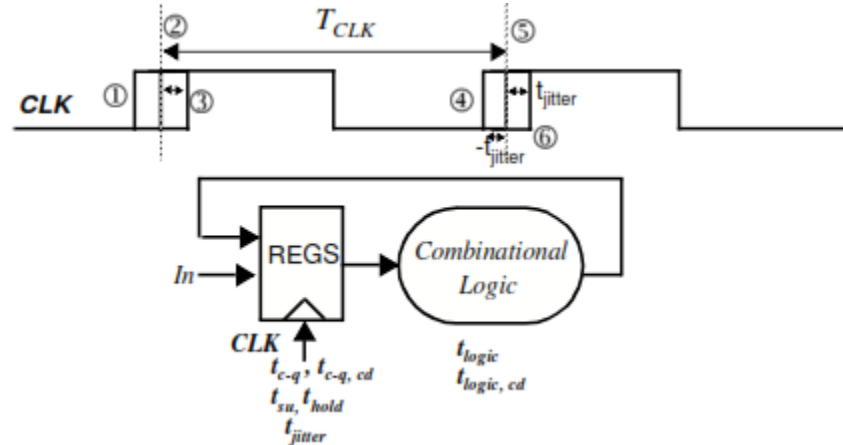 ② T_CLK ⑤
CLK ① ③ ④ t_jitter
-t_jitter ⑥
REGS
In
Combinational
Logic
CLK
t_c-q , t_c-q, cd
t_su, t_hold
t_jitter
t_logic
t_logic, cd